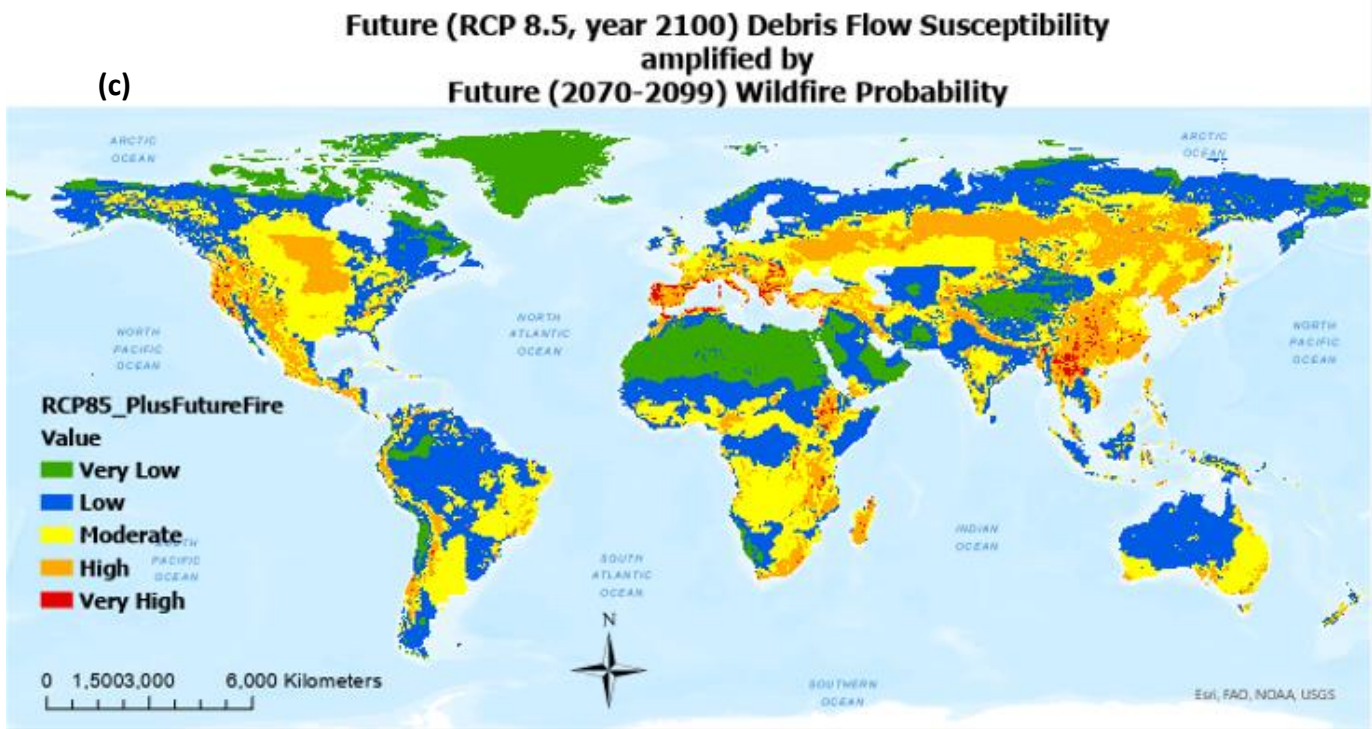 Future (RCP 8.5, year 2100) Debris Flow Susceptibility
amplified by
(c)
Future (2070-2099) Wildfire Probability
ARCTIC
OCEAN
ARCTIC
OCEAN
NORTH
ATLANTIC
OCEAN
NORTH
PACIFIC
OCEAN
NORTH
PACIFIC
OCEAN
RCP85_PlusFutureFire
Value
Very Low
Low
Moderate
High
Very High
PACIFIC
OCEAN
INDIAN
OCEAN
SOUTH
ATLANTIC
OCEAN
N
0 1,5003,000 6,000 Kilometers
SOUTHERN
OCEAN
Esri, FAO, NOAA, USGS